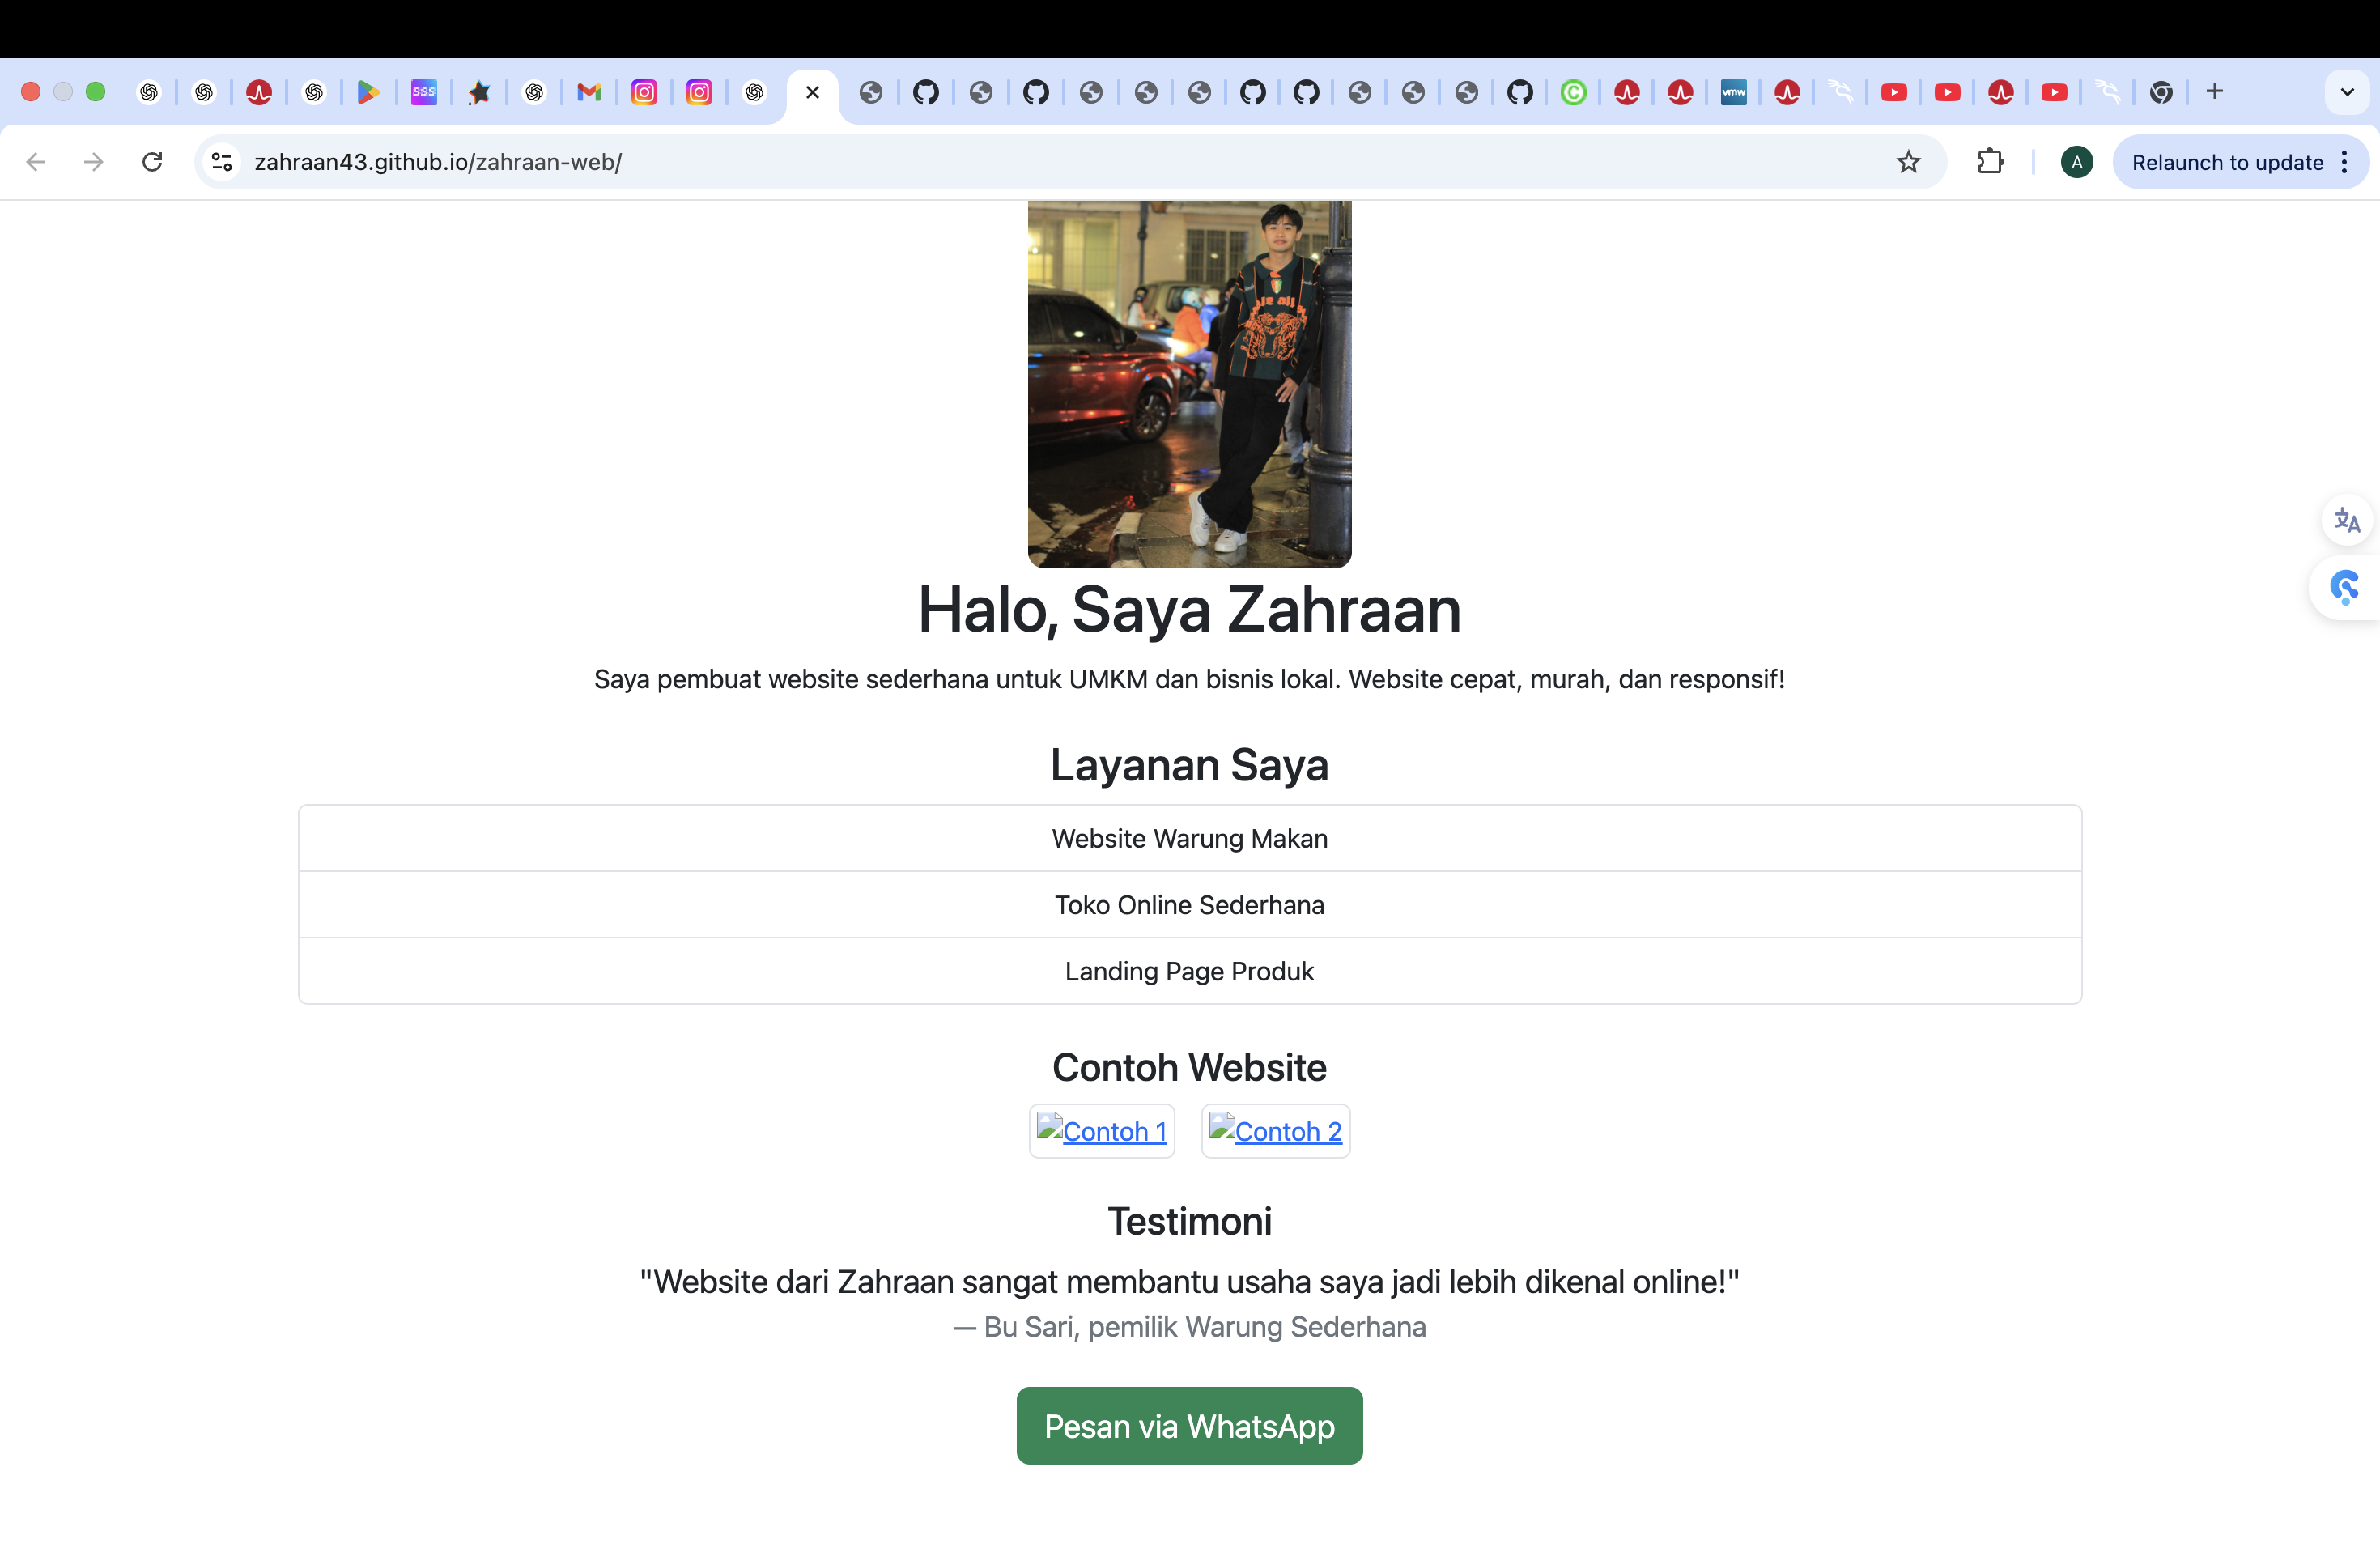 sss
vmw
zahraan43.github.io/zahraan-web/
A
Relaunch to update
Halo, Saya Zahraan
Saya pembuat website sederhana untuk UMKM dan bisnis lokal. Website cepat, murah, dan responsif!
Layanan Saya
Website Warung Makan
Toko Online Sederhana
Landing Page Produk
Contoh Website
Contoh 1 Contoh 2
Testimoni
"Website dari Zahraan sangat membantu usaha saya jadi lebih dikenal online!"
— Bu Sari, pemilik Warung Sederhana
Pesan via WhatsApp